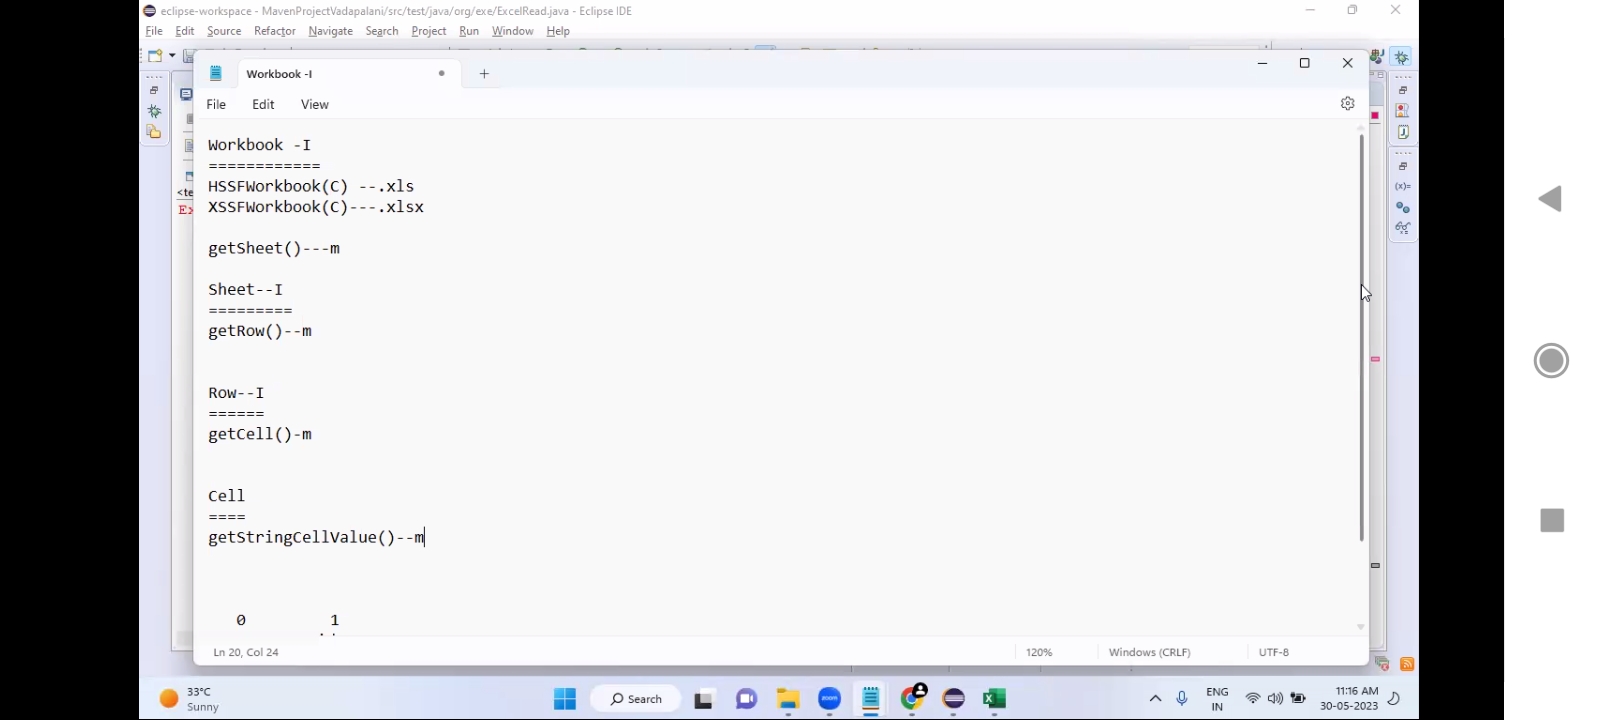 eclipse-workspace - MavenProjectVadapalani/src/test/java/org/exe/ExcelRead.java - Eclipse IDE
File Edit Source Refactor Navigate Search Project Run Window Help
Workbook -I
File Edit View
Workbook -I
============
HSSFWorkbook(C) --.xls
XSSFWorkbook(C)---.xlsx
getSheet()---m
Sheet--I
=========
getRow()--m
Row--I
======
getCell()-m
Cell
====
getStringCellValue()--m
0 1
<te
Ln 20, Col 24 120% Windows (CRLF) UTF-8
33°C
Sunny
Search
zoom
ENG
IN
11:16 AM
30-05-2023